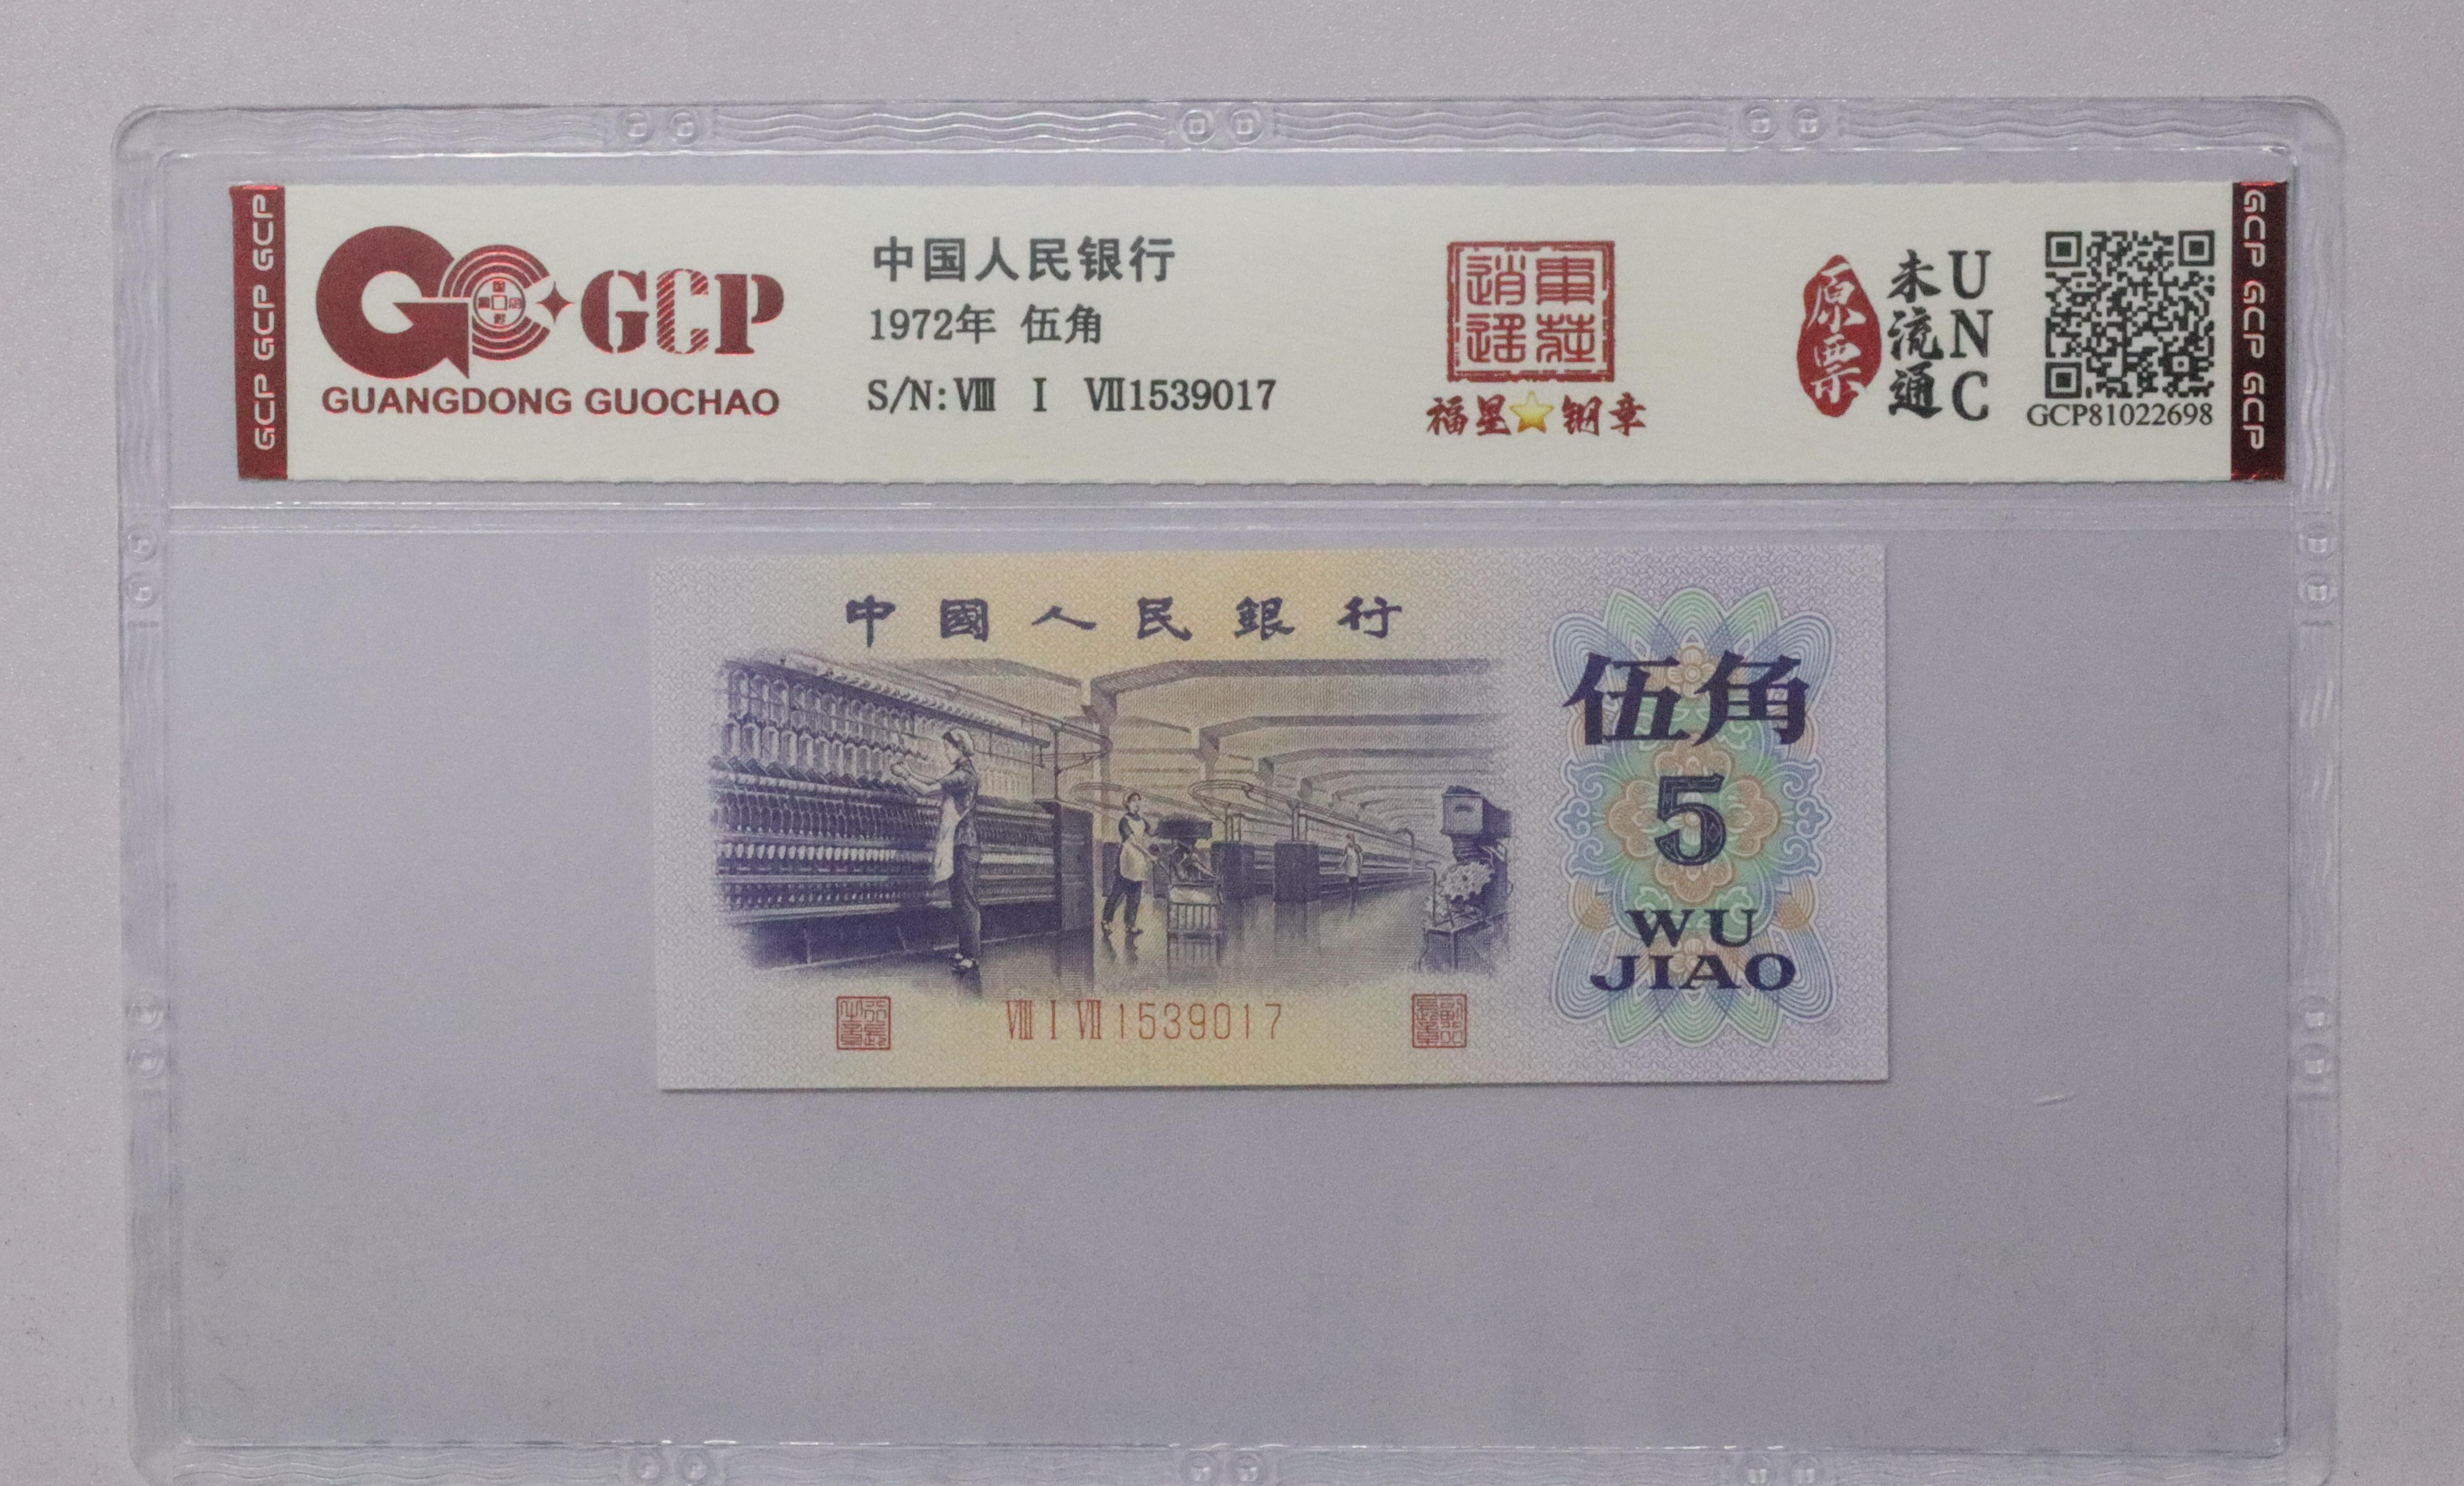 GCP GCP GCP
GCP
GUANGDONG GUOCHAO
中国人民银行
1972年 伍角
S/N:Ⅷ Ⅰ Ⅶ1539017
福星⭐钢章
原票
未流通
UNC
GCP81022698
GCP GCP GCP
中國人民銀行
伍角
5
WU
JIAO
Ⅷ Ⅰ Ⅶ 1539017